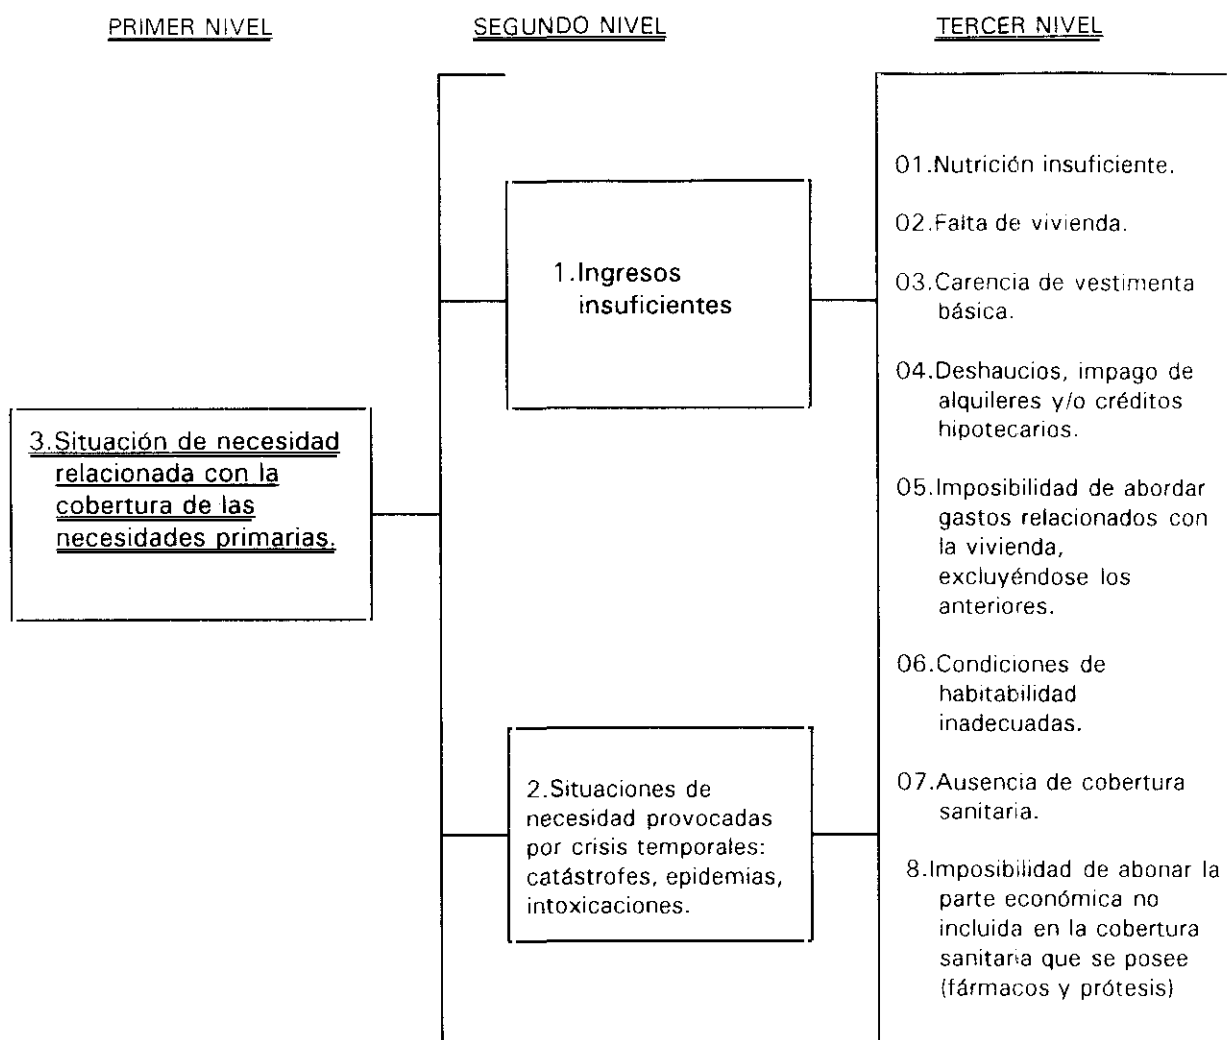 PRIMER NIVEL
SEGUNDO NIVEL
TERCER NIVEL
3.Situación de necesidad
relacionada con la
cobertura de las
necesidades primarias.
1.Ingresos
insuficientes
2.Situaciones de
necesidad provocadas
por crisis temporales:
catástrofes, epidemias,
intoxicaciones.
01.Nutrición insuficiente.
02.Falta de vivienda.
03.Carencia de vestimenta
básica.
04.Deshaucios, impago de
alquileres y/o créditos
hipotecarios.
05.Imposibilidad de abordar
gastos relacionados con
la vivienda,
excluyéndose los
anteriores.
06.Condiciones de
habitabilidad
inadecuadas.
07.Ausencia de cobertura
sanitaria.
8.Imposibilidad de abonar la
parte económica no
incluida en la cobertura
sanitaria que se posee
(fármacos y prótesis)